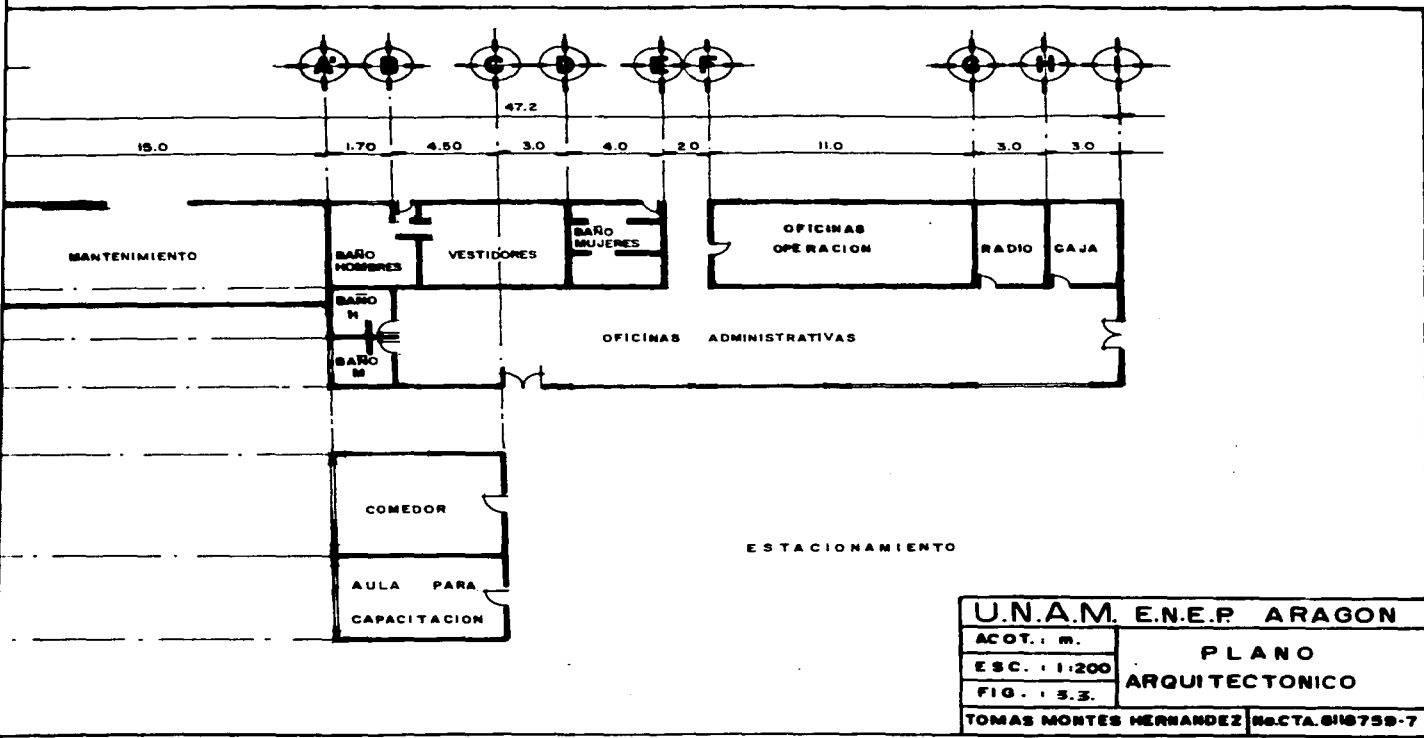 A' B C D E F G H I
47.2
15.0 1.70 4.50 3.0 4.0 2.0 11.0 3.0 3.0
MANTENIMIENTO
BAÑO
HOMBRES
VESTIDORES
BAÑO
MUJERES
OFICINAS
OPERACION
RADIO
CAJA
BAÑO
H
BAÑO
M
OFICINAS ADMINISTRATIVAS
COMEDOR
AULA PARA
CAPACITACION
ESTACIONAMIENTO
U.N.A.M. E.N.E.P. ARAGON
ACOT.: m.
ESC. : 1:200
FIG. : 5.3.
PLANO
ARQUITECTONICO
TOMAS MONTES HERNANDEZ No.CTA.